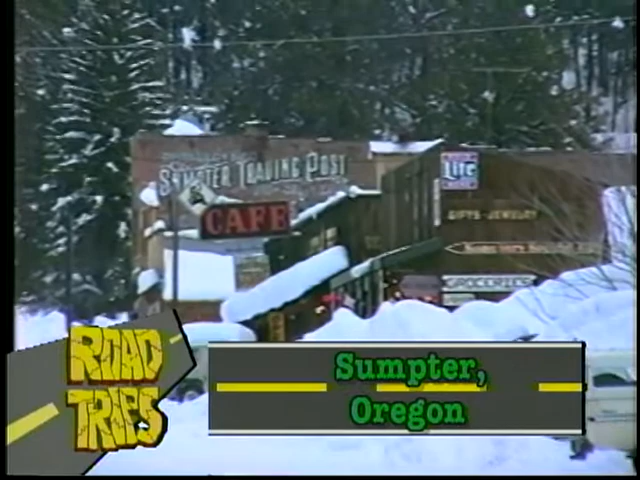 SUMPTER TRADING POST
CAFE
Lite
GIFTS-JEWELRY
GROCERIES
ROAD
TRIPS
Sumpter,
Oregon